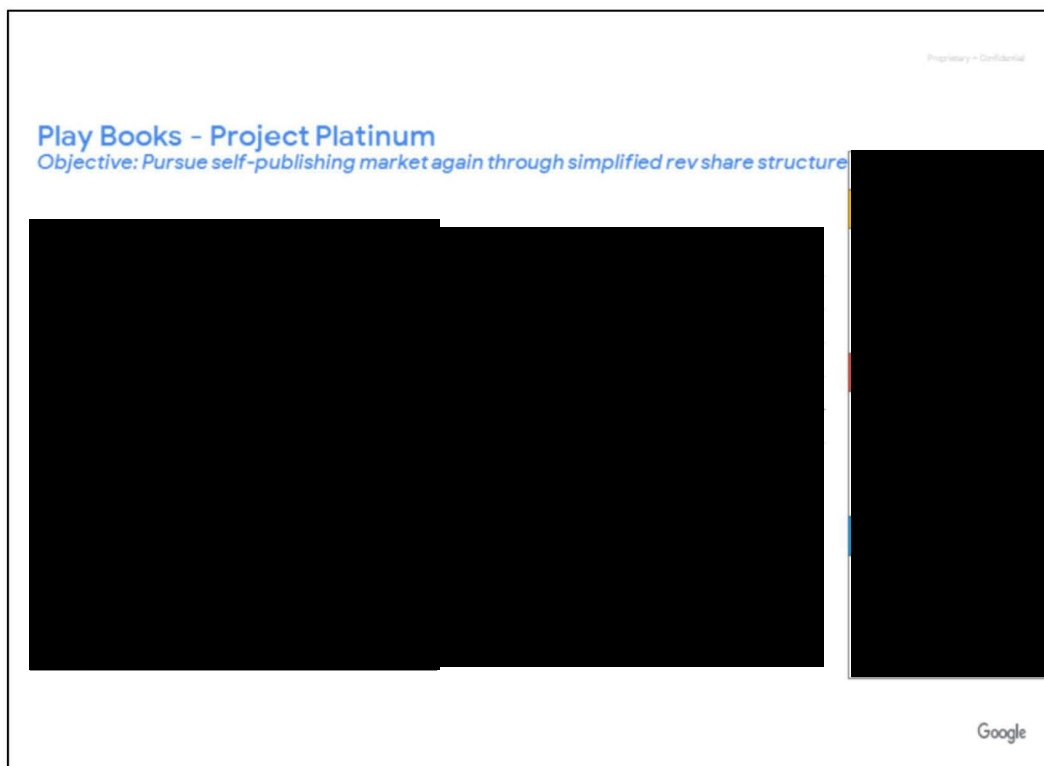 Proprietary + Confidential
Play Books - Project Platinum
Objective: Pursue self-publishing market again through simplified rev share structure
Google